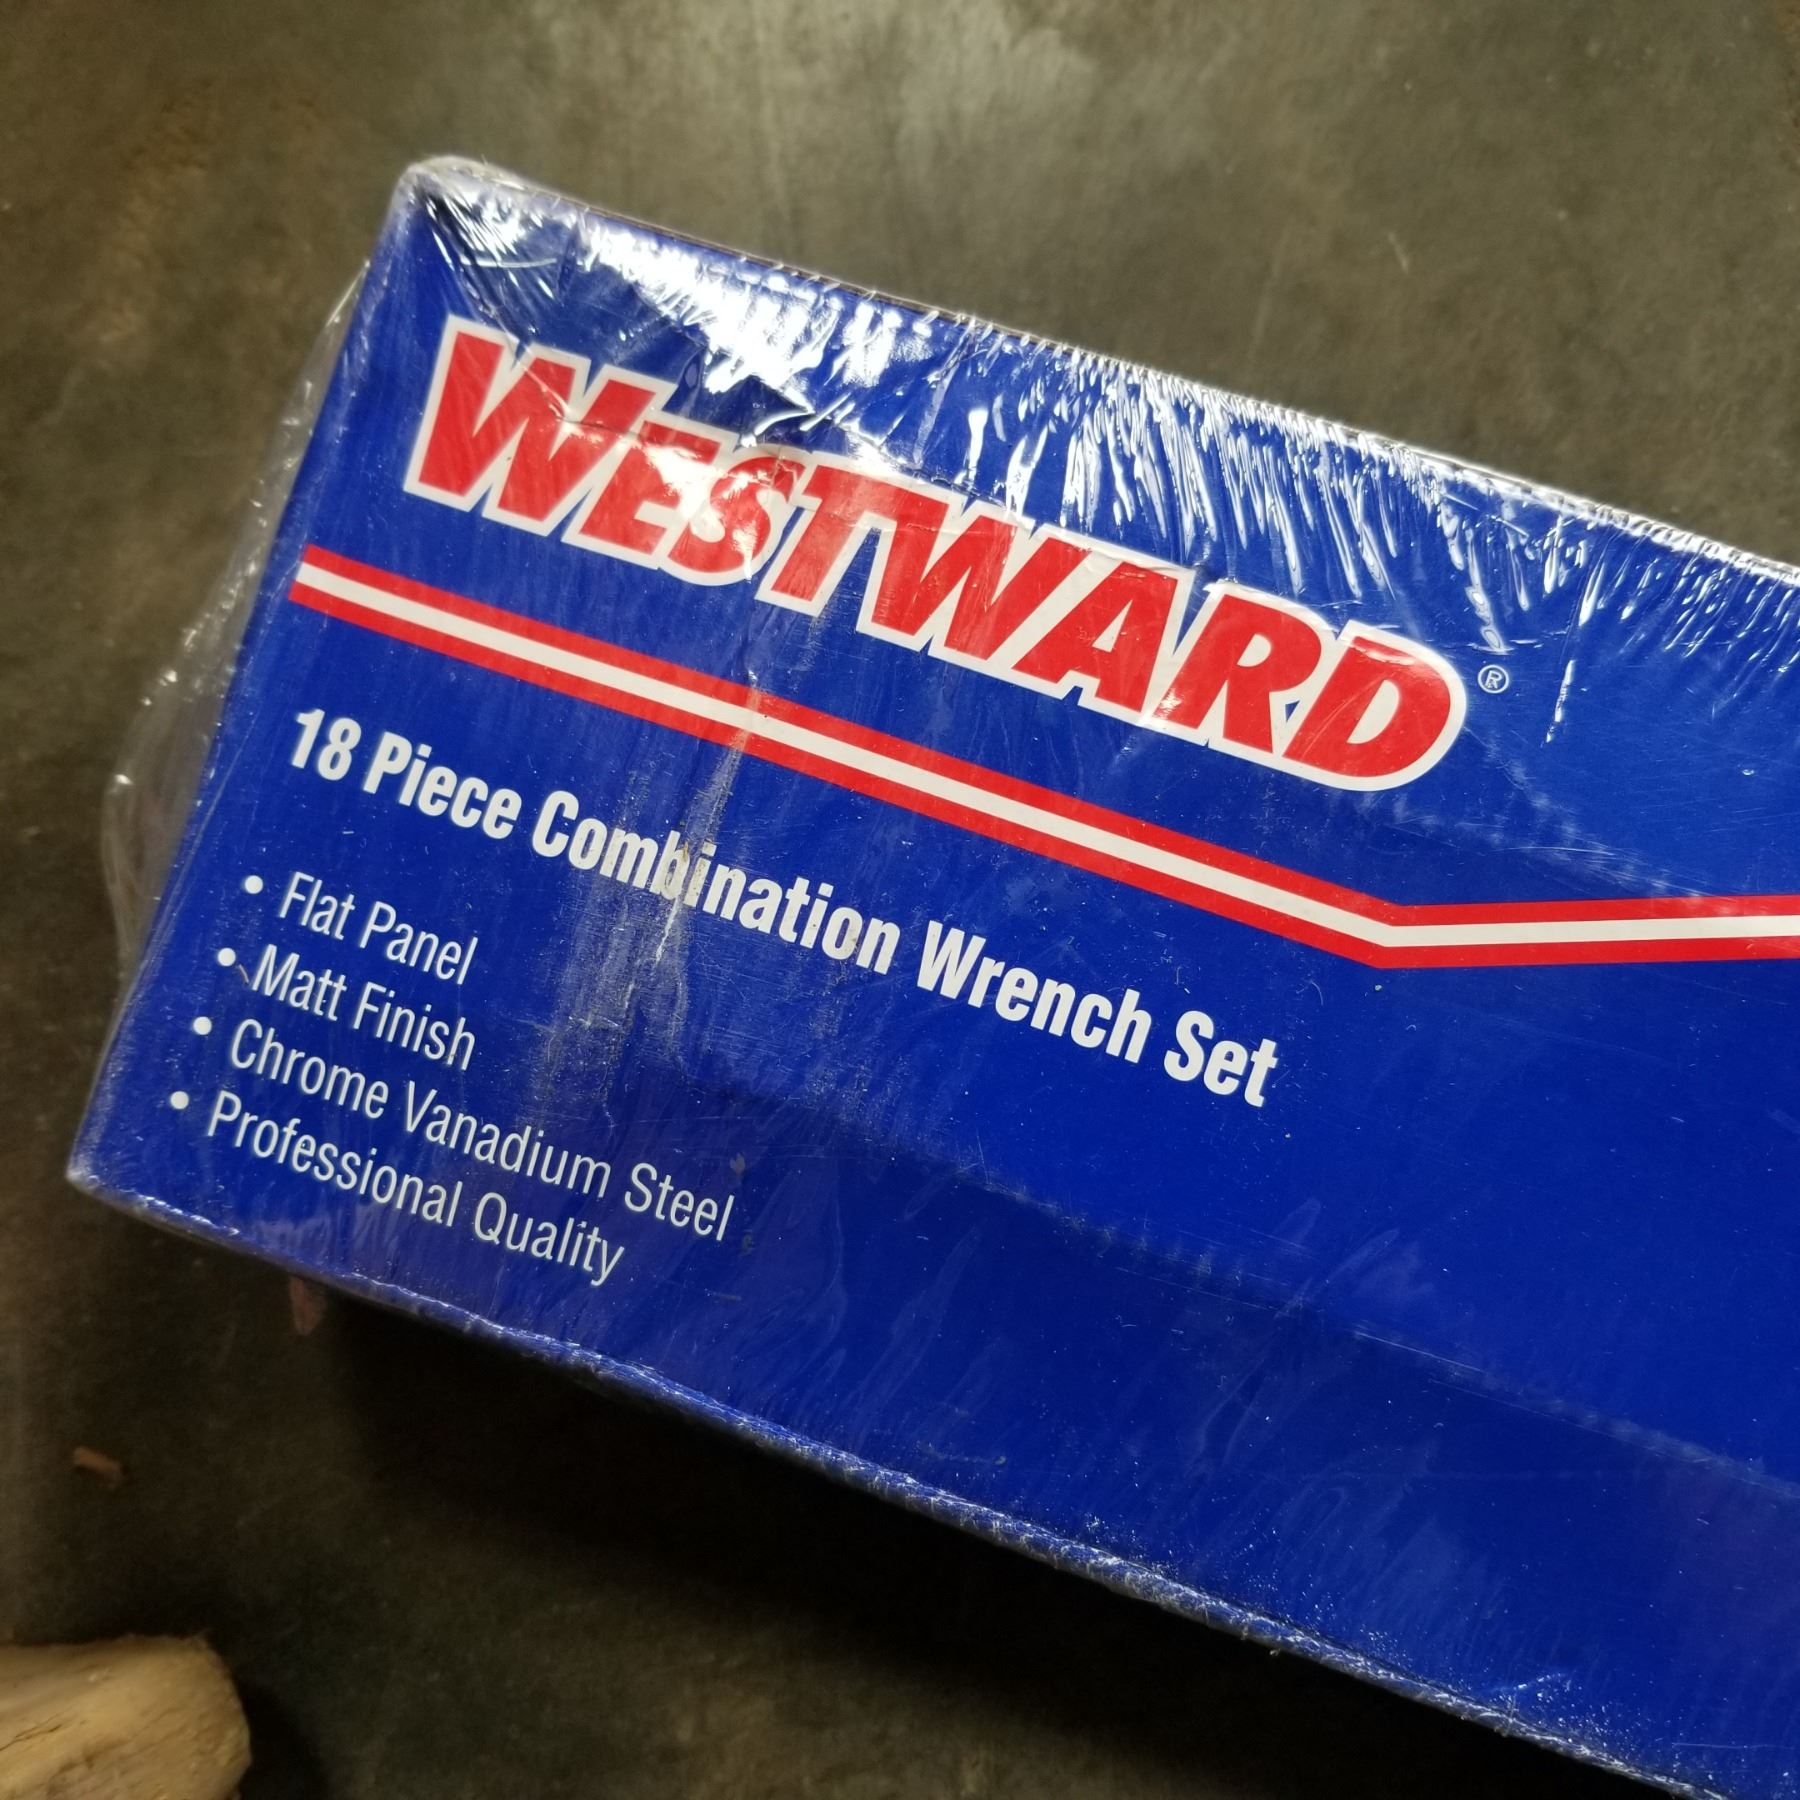 WESTWARD®
18 Piece Combination Wrench Set
• Flat Panel
• Matt Finish
• Chrome Vanadium Steel
• Professional Quality